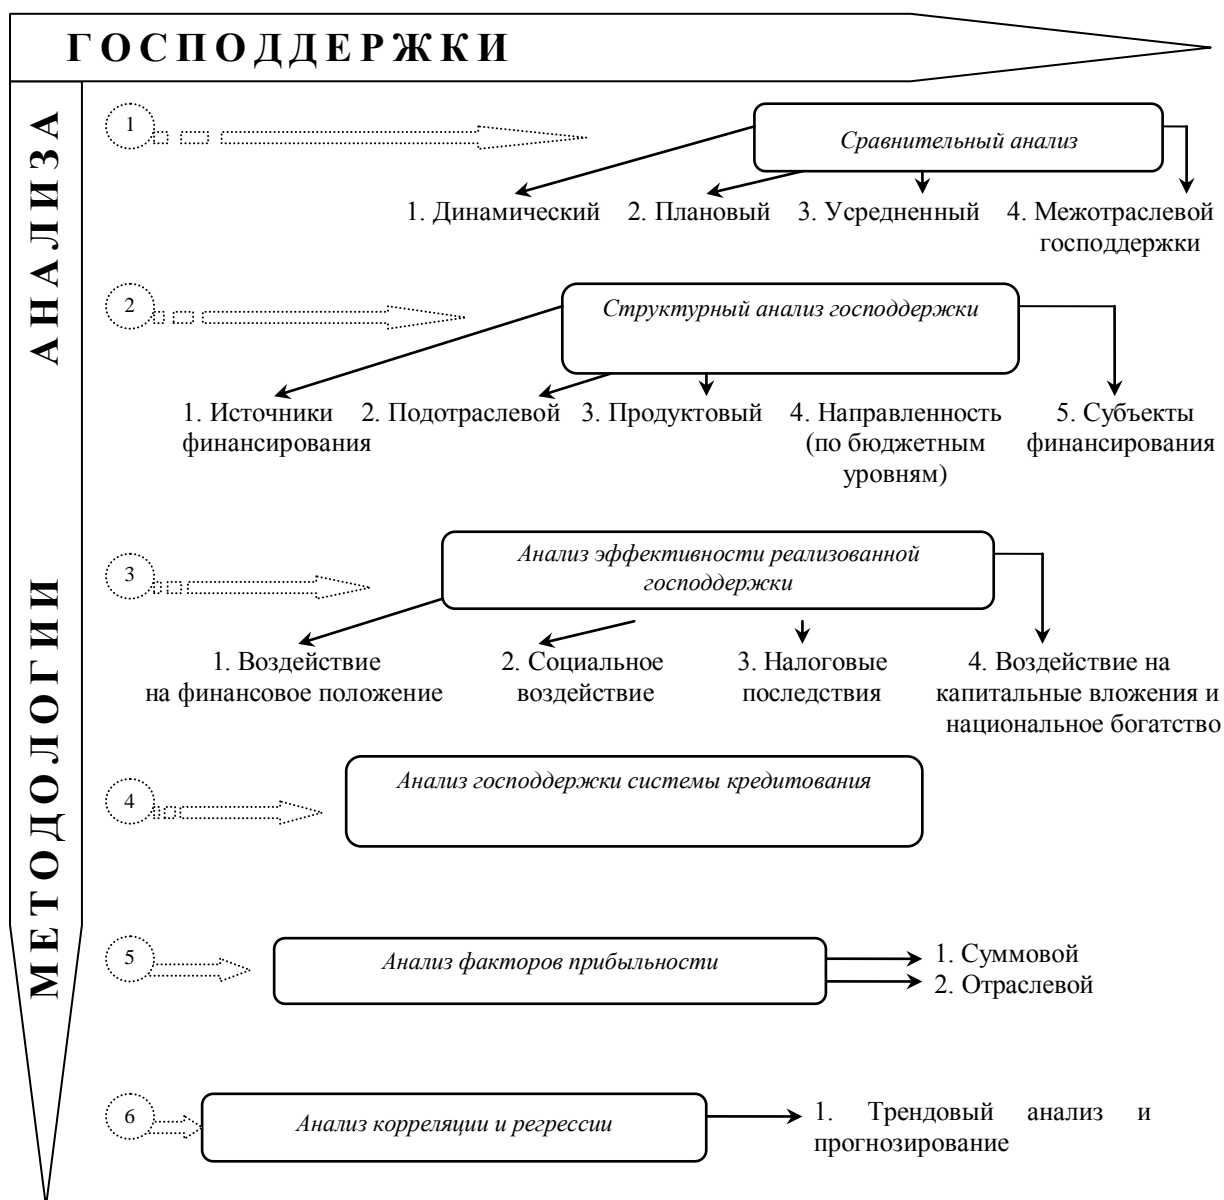 ГОСПОДДЕРЖКИ
МЕТОДОЛОГИИ АНАЛИЗА
1
Сравнительный анализ
1. Динамический 2. Плановый 3. Усредненный 4. Межотраслевой
господдержки
2
Структурный анализ господдержки
1. Источники 2. Подотраслевой 3. Продуктовый 4. Направленность 5. Субъекты
финансирования (по бюджетным финансирования
уровням)
3
Анализ эффективности реализованной
господдержки
1. Воздействие 2. Социальное 3. Налоговые 4. Воздействие на
на финансовое положение воздействие последствия капитальные вложения и
национальное богатство
4
Анализ господдержки системы кредитования
5
Анализ факторов прибыльности
1. Суммовой
2. Отраслевой
6
Анализ корреляции и регрессии
1. Трендовый анализ и
прогнозирование